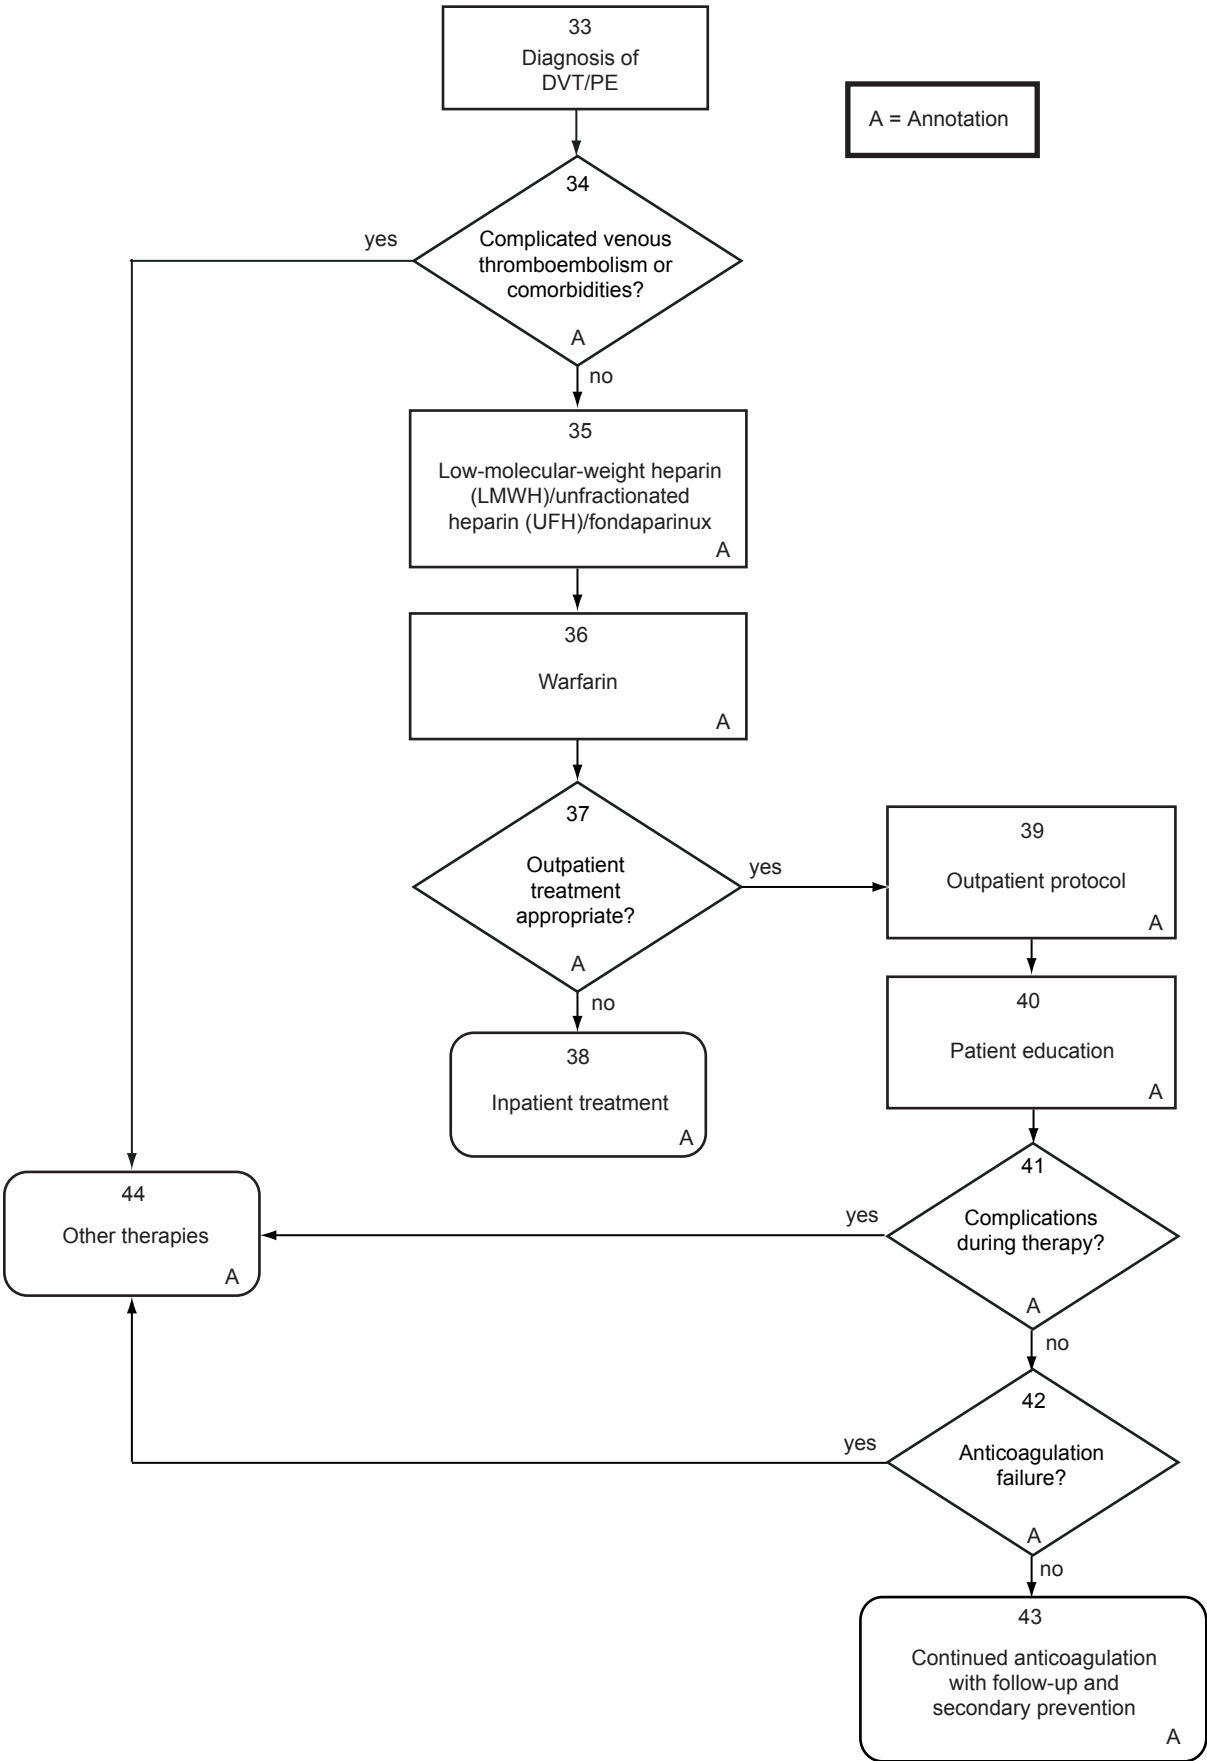 33
Diagnosis of
DVT/PE
A = Annotation
34
Complicated venous
thromboembolism or
comorbidities?
A
yes
no
35
Low-molecular-weight heparin
(LMWH)/unfractionated
heparin (UFH)/fondaparinux
A
36
Warfarin
A
37
Outpatient
treatment
appropriate?
A
yes
no
38
Inpatient treatment
A
39
Outpatient protocol
A
40
Patient education
A
41
Complications
during therapy?
A
yes
no
44
Other therapies
A
42
Anticoagulation
failure?
A
yes
no
43
Continued anticoagulation
with follow-up and
secondary prevention
A